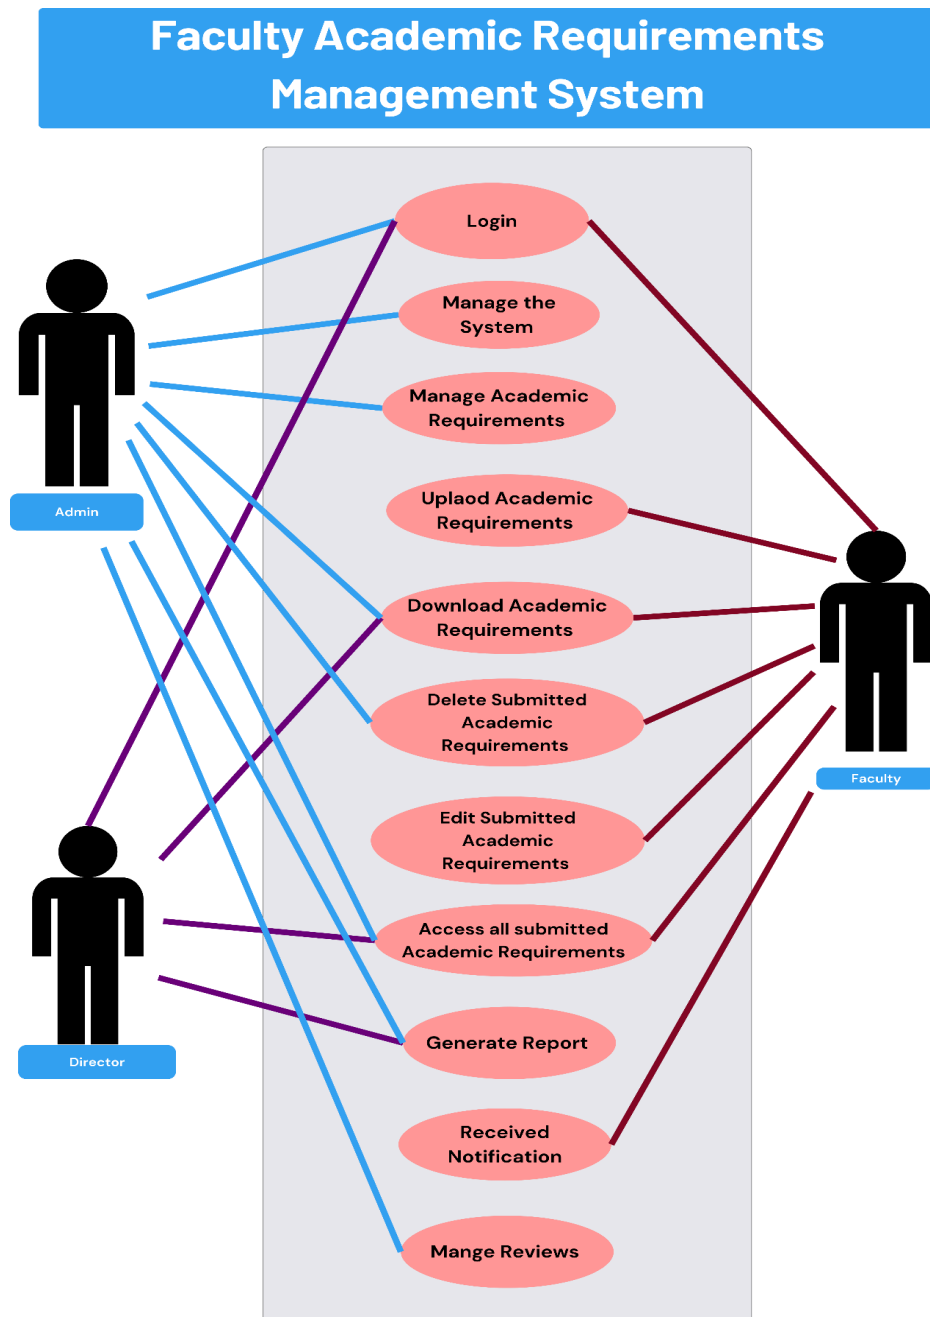 Faculty Academic Requirements
Management System
Login
Manage the
System
Manage Academic
Requirements
Uplaod Academic
Requirements
Admin
Download Academic
Requirements
Delete Submitted
Academic
Requirements
Faculty
Edit Submitted
Academic
Requirements
Access all submitted
Academic Requirements
Generate Report
Director
Received
Notification
Mange Reviews